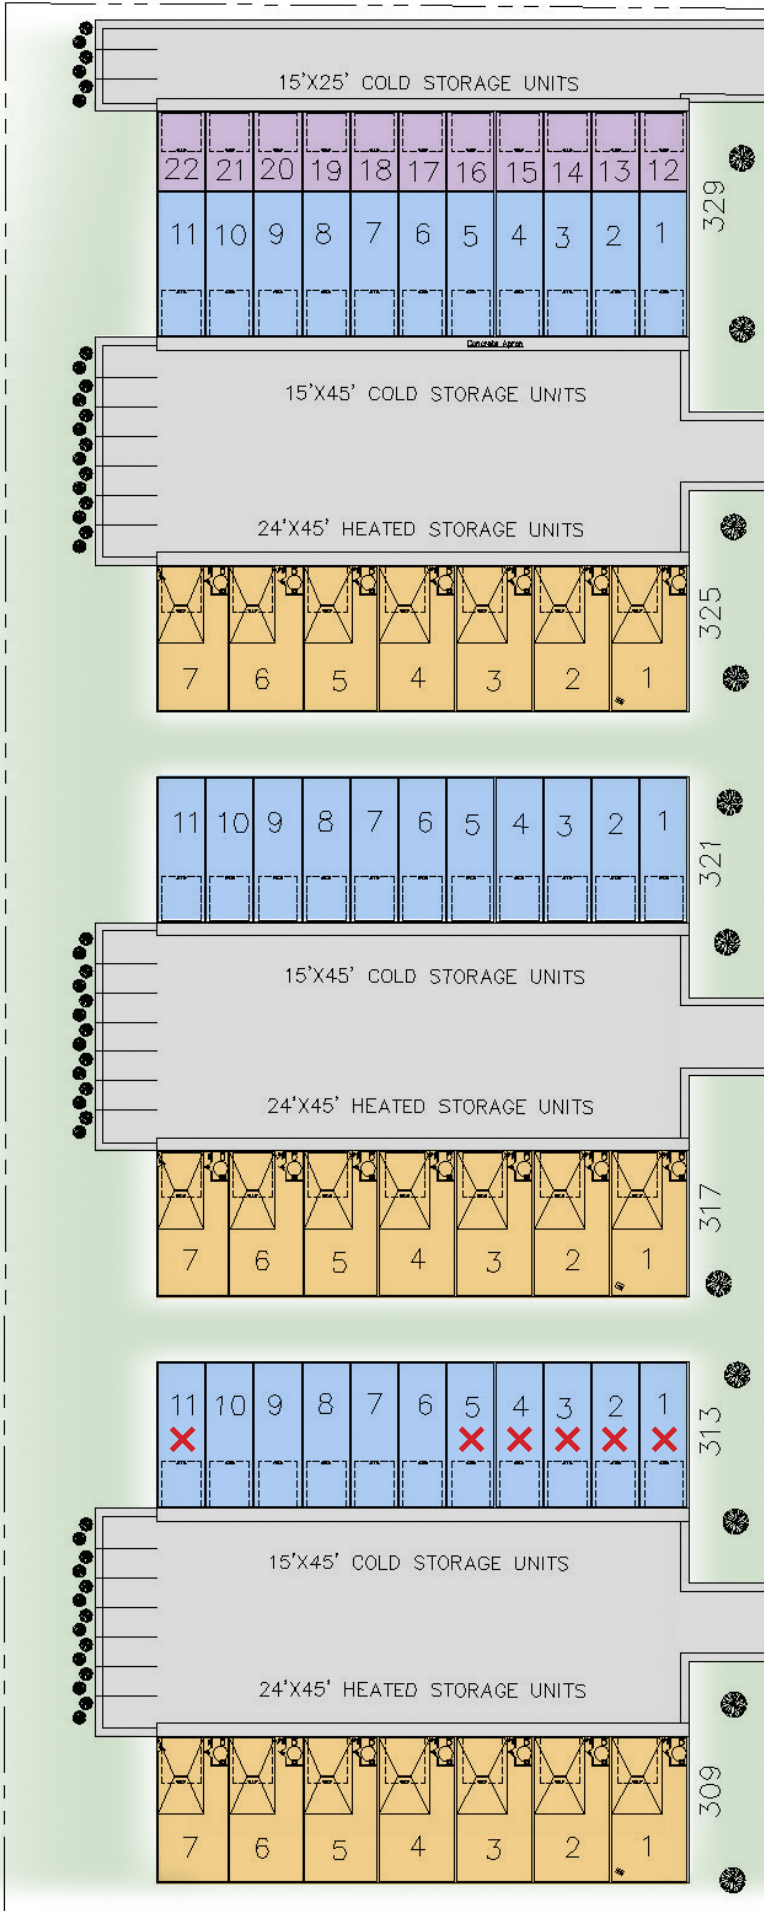 15'X25' COLD STORAGE UNITS
22 21 20 19 18 17 16 15 14 13 12
329
11 10 9 8 7 6 5 4 3 2 1
Concrete Apron
15'X45' COLD STORAGE UNITS
24'X45' HEATED STORAGE UNITS
325
7 6 5 4 3 2 1
11 10 9 8 7 6 5 4 3 2 1
321
15'X45' COLD STORAGE UNITS
24'X45' HEATED STORAGE UNITS
317
7 6 5 4 3 2 1
11 10 9 8 7 6 5 4 3 2 1
313
15'X45' COLD STORAGE UNITS
24'X45' HEATED STORAGE UNITS
309
7 6 5 4 3 2 1